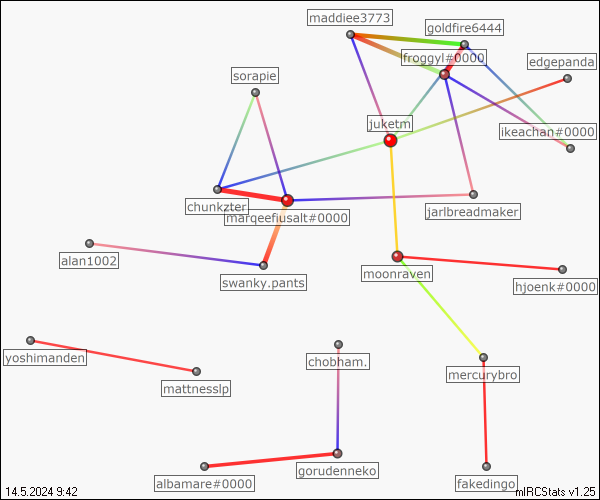 maddiee3773
goldfire6444
froggyl#0000
edgepanda
sorapie
juketm
ikeachan#0000
chunkzter
marqeefiusalt#0000
jarlbreadmaker
alan1002
swanky.pants
moonraven
hjoenk#0000
yoshimanden
chobham.
mattnesslp
mercurybro
albamare#0000
gorudenneko
fakedingo
14.5.2024 9:42
mIRCStats v1.25